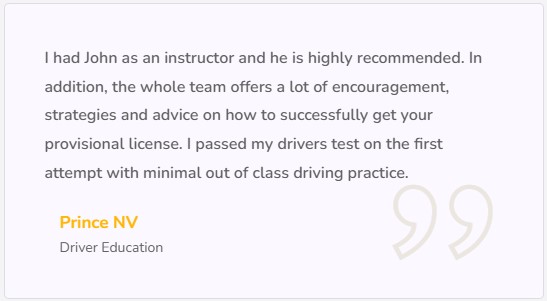 I had John as an instructor and he is highly recommended. In
addition, the whole team offers a lot of encouragement,
strategies and advice on how to successfully get your
provisional license. I passed my drivers test on the first
attempt with minimal out of class driving practice.
Prince NV
Driver Education